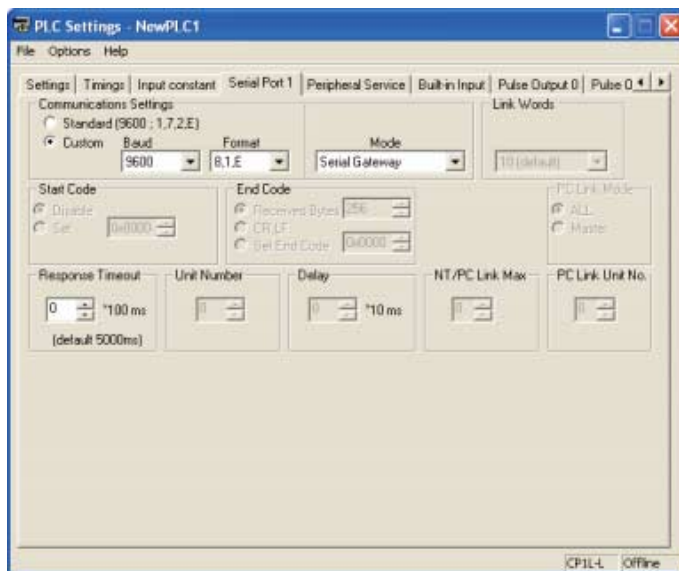 PLC Settings - NewPLC1
File Options Help
Settings Timings Input constant Serial Port 1 Peripheral Service Built-in Input Pulse Output 0 Pulse O
Communications Settings Link Words
Standard (9600 ; 1,7,2,E)
Custom Baud Format Mode
9600 8,1,E Serial Gateway 10 (default)
Start Code End Code PC Link Mode
Disable Received Bytes 256 ALL
Set 0x0000 CR,LF Master
Set End Code 0x0000
Response Timeout Unit Number Delay NT/PC Link Max PC Link Unit No.
0 *100 ms 0 0 *10 ms 0 0
(default 5000ms)
CP1L-L Offline